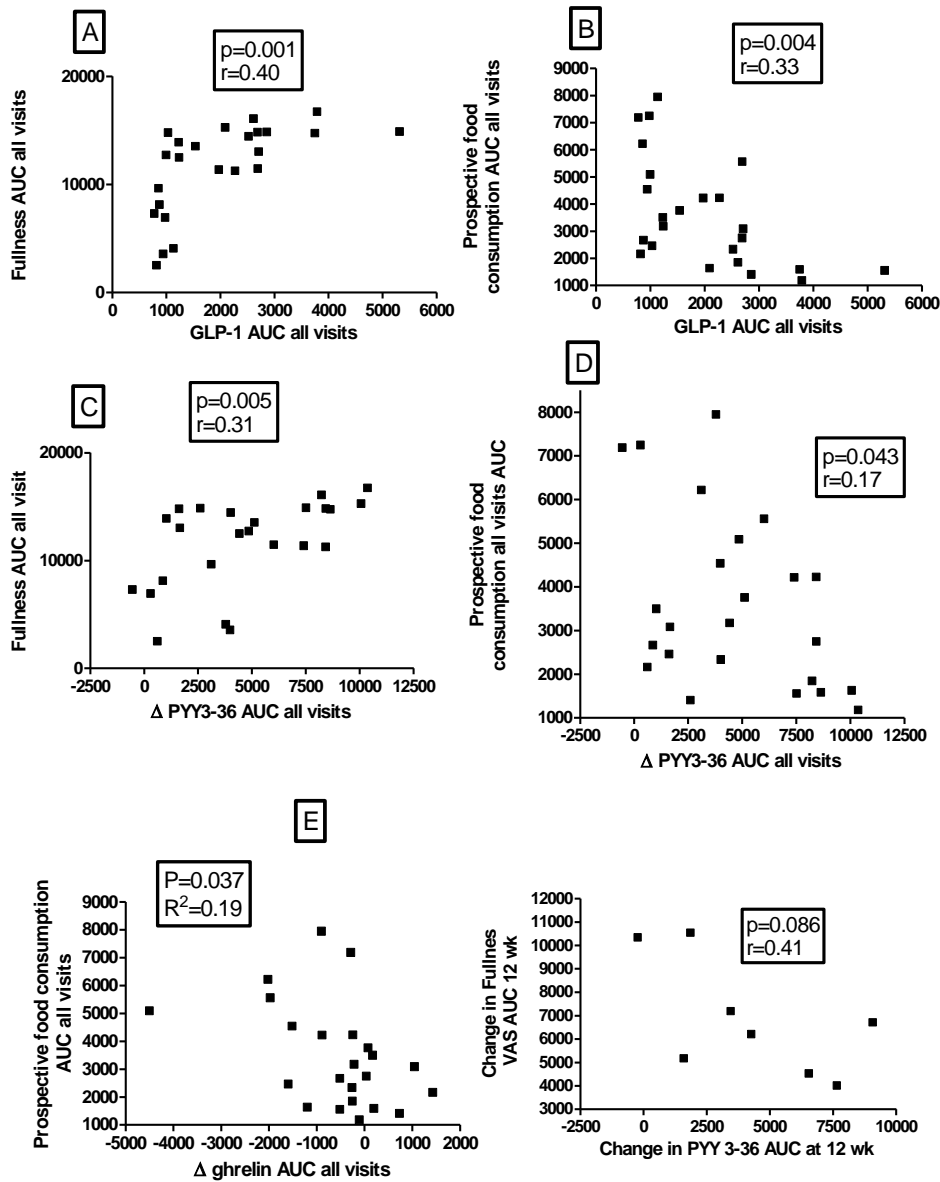 A
p=0.001
r=0.40
Fullness AUC all visits
20000
10000
0
0 1000 2000 3000 4000 5000 6000
GLP-1 AUC all visits
B
p=0.004
r=0.33
Prospective food
consumption AUC all visits
9000
8000
7000
6000
5000
4000
3000
2000
1000
0 1000 2000 3000 4000 5000 6000
GLP-1 AUC all visits
C
p=0.005
r=0.31
Fullness AUC all visit
20000
10000
0
-2500 0 2500 5000 7500 10000 12500
Δ PYY3-36 AUC all visits
D
p=0.043
r=0.17
Prospective food
consumption all visits AUC
8000
7000
6000
5000
4000
3000
2000
1000
-2500 0 2500 5000 7500 10000 12500
Δ PYY3-36 AUC all visits
E
P=0.037
R²=0.19
Prospective food consumption
AUC all visits
9000
8000
7000
6000
5000
4000
3000
2000
1000
-5000 -4000 -3000 -2000 -1000 0 1000 2000
Δ ghrelin AUC all visits
p=0.086
r=0.41
Change in Fullnes
VAS AUC 12 wk
12000
11000
10000
9000
8000
7000
6000
5000
4000
3000
-2500 0 2500 5000 7500 10000
Change in PYY 3-36 AUC at 12 wk